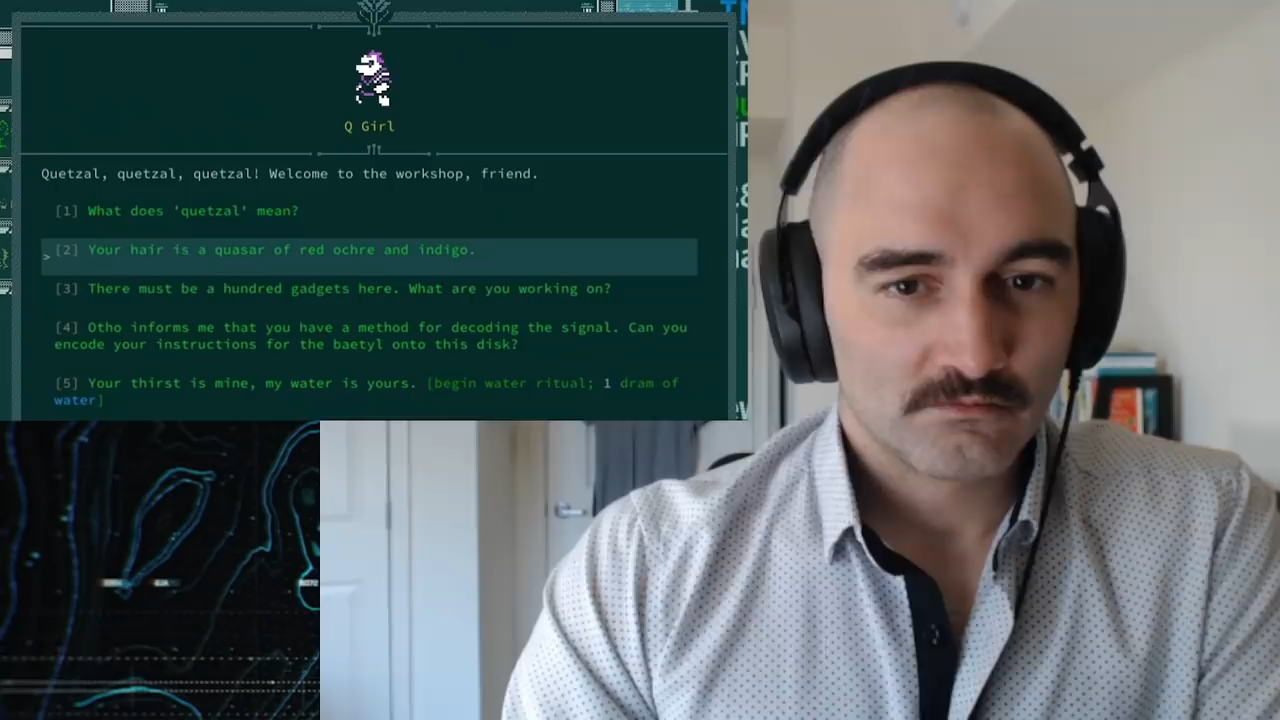 Q Girl
Quetzal, quetzal, quetzal! Welcome to the workshop, friend.
[1] What does 'quetzal' mean?
> [2] Your hair is a quasar of red ochre and indigo.
[3] There must be a hundred gadgets here. What are you working on?
[4] Otho informs me that you have a method for decoding the signal. Can you
encode your instructions for the baetyl onto this disk?
[5] Your thirst is mine, my water is yours. [begin water ritual; 1 dram of
water]